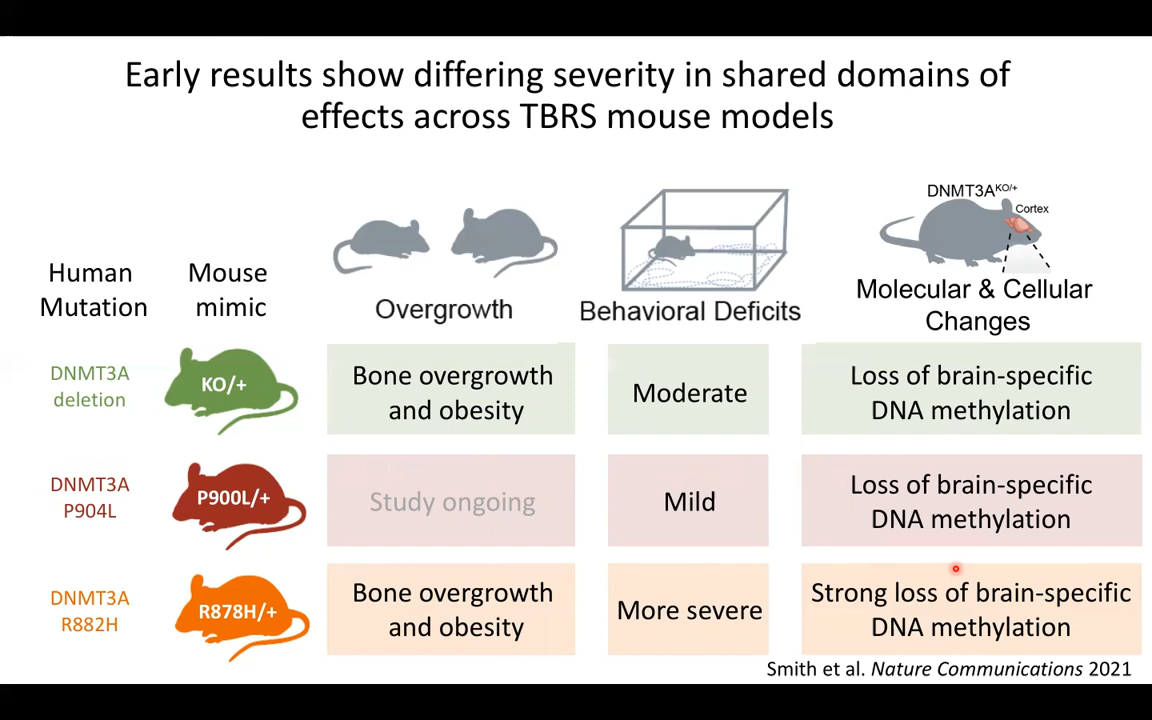 Early results show differing severity in shared domains of
effects across TBRS mouse models
Human
Mutation
Mouse
mimic
Overgrowth
Behavioral Deficits
DNMT3A^KO/+
Cortex
Molecular & Cellular
Changes
DNMT3A
deletion
KO/+
Bone overgrowth
and obesity
Moderate
Loss of brain-specific
DNA methylation
DNMT3A
P904L
P900L/+
Study ongoing
Mild
Loss of brain-specific
DNA methylation
DNMT3A
R882H
R878H/+
Bone overgrowth
and obesity
More severe
Strong loss of brain-specific
DNA methylation
Smith et al. Nature Communications 2021